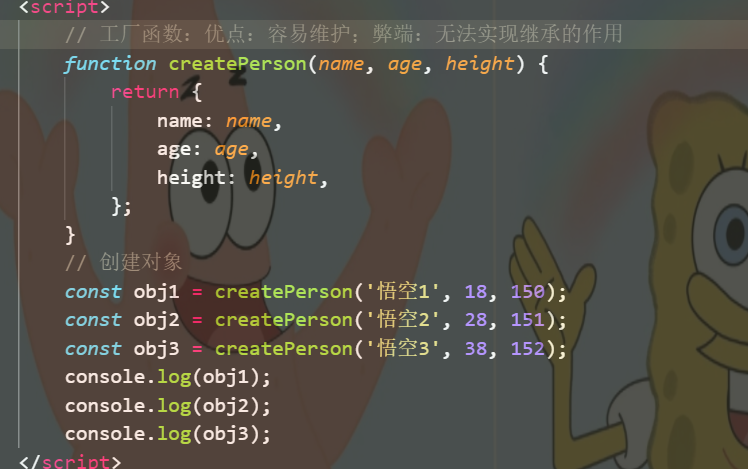 <script>
// 工厂函数：优点：容易维护；弊端：无法实现继承的作用
function createPerson(name, age, height) {
return {
name: name,
age: age,
height: height,
};
}
// 创建对象
const obj1 = createPerson('悟空1', 18, 150);
const obj2 = createPerson('悟空2', 28, 151);
const obj3 = createPerson('悟空3', 38, 152);
console.log(obj1);
console.log(obj2);
console.log(obj3);
</script>